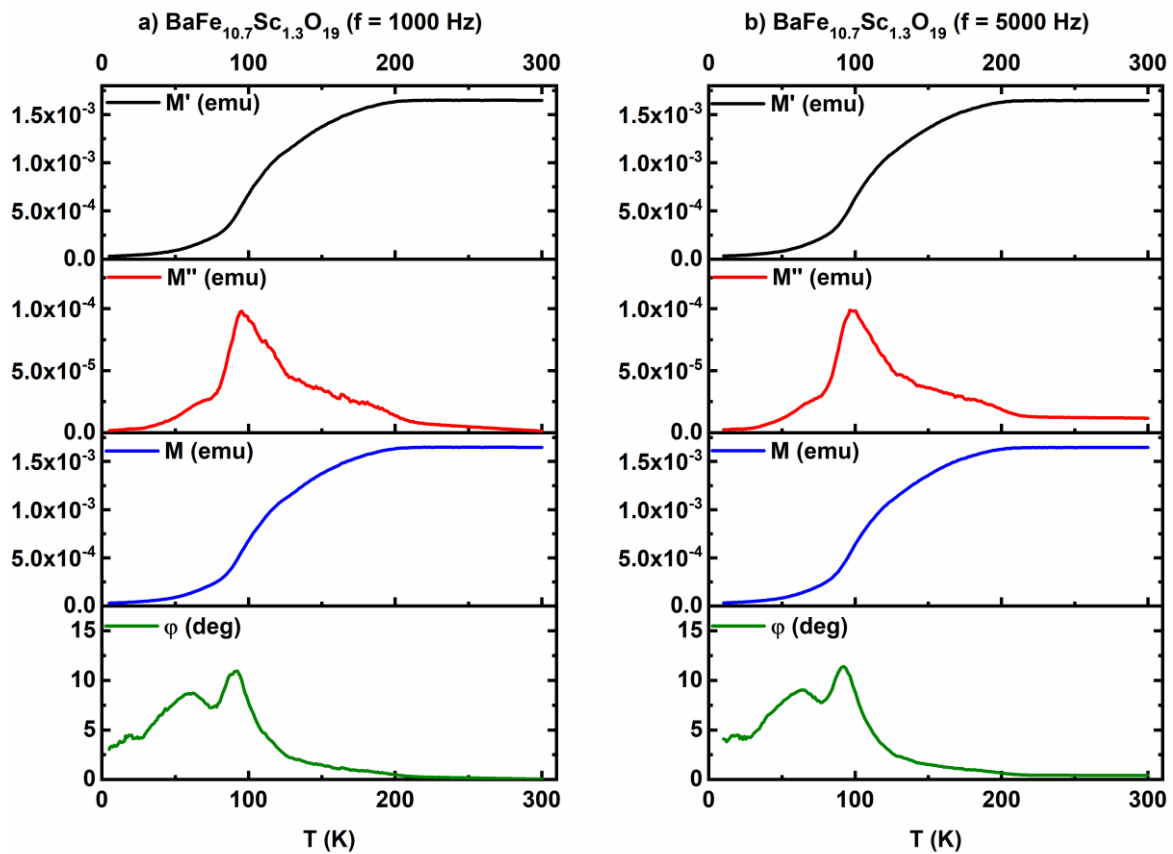 a) BaFe10.7Sc1.3O19 (f = 1000 Hz)
0 100 200 300
M' (emu)
1.5x10-3
1.0x10-3
5.0x10-4
0.0
M'' (emu)
1.0x10-4
5.0x10-5
0.0
M (emu)
1.5x10-3
1.0x10-3
5.0x10-4
0.0
φ (deg)
15
10
5
0
0 100 200 300
T (K)
b) BaFe10.7Sc1.3O19 (f = 5000 Hz)
0 100 200 300
M' (emu)
1.5x10-3
1.0x10-3
5.0x10-4
0.0
M'' (emu)
1.0x10-4
5.0x10-5
0.0
M (emu)
1.5x10-3
1.0x10-3
5.0x10-4
0.0
φ (deg)
15
10
5
0
0 100 200 300
T (K)